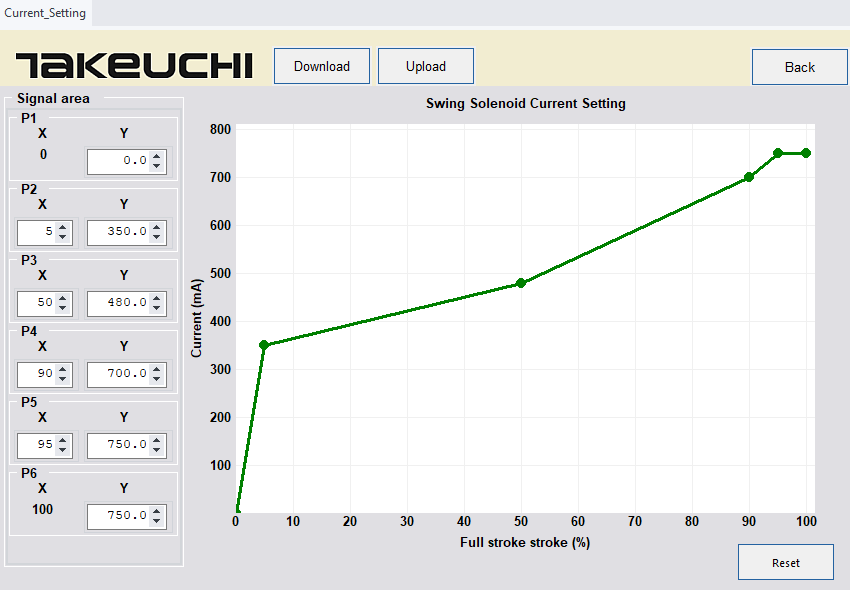 Current_Setting
TAKEUCHI
Download
Upload
Back
Signal area
P1
X Y
0 0.0
P2
X Y
5 350.0
P3
X Y
50 480.0
P4
X Y
90 700.0
P5
X Y
95 750.0
P6
X Y
100 750.0
Swing Solenoid Current Setting
Current (mA)
800
700
600
500
400
300
200
100
0 10 20 30 40 50 60 70 80 90 100
Full stroke stroke (%)
Reset